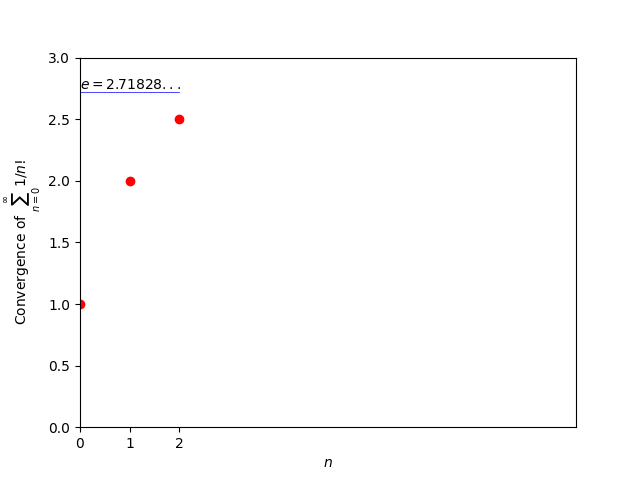 3.0
e = 2.71828...
2.5
2.0
1.5
1.0
0.5
0.0
0 1 2
n
Convergence of ∑_{n=0}^{∞} 1/n!